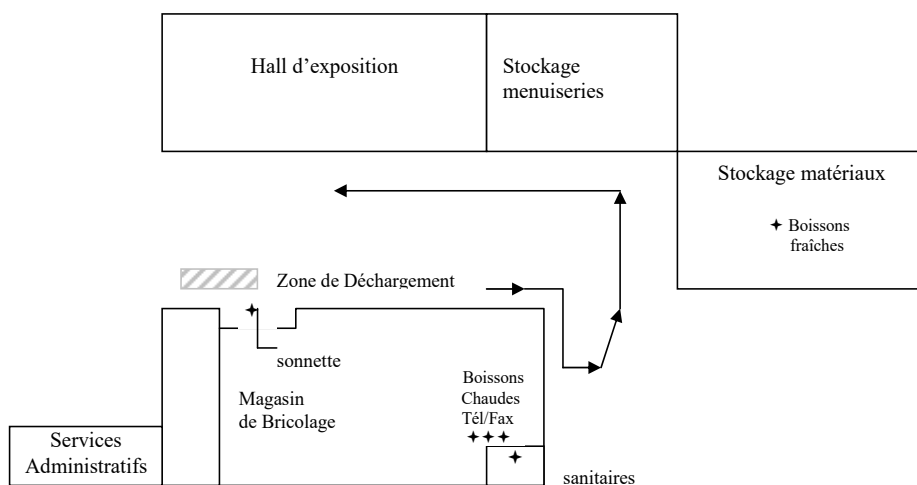 Hall d'exposition
Stockage
menuiseries
Stockage matériaux
Boissons
fraîches
Zone de Déchargement
sonnette
Boissons
Chaudes
Tél/Fax
Magasin
de Bricolage
Services
Administratifs
sanitaires